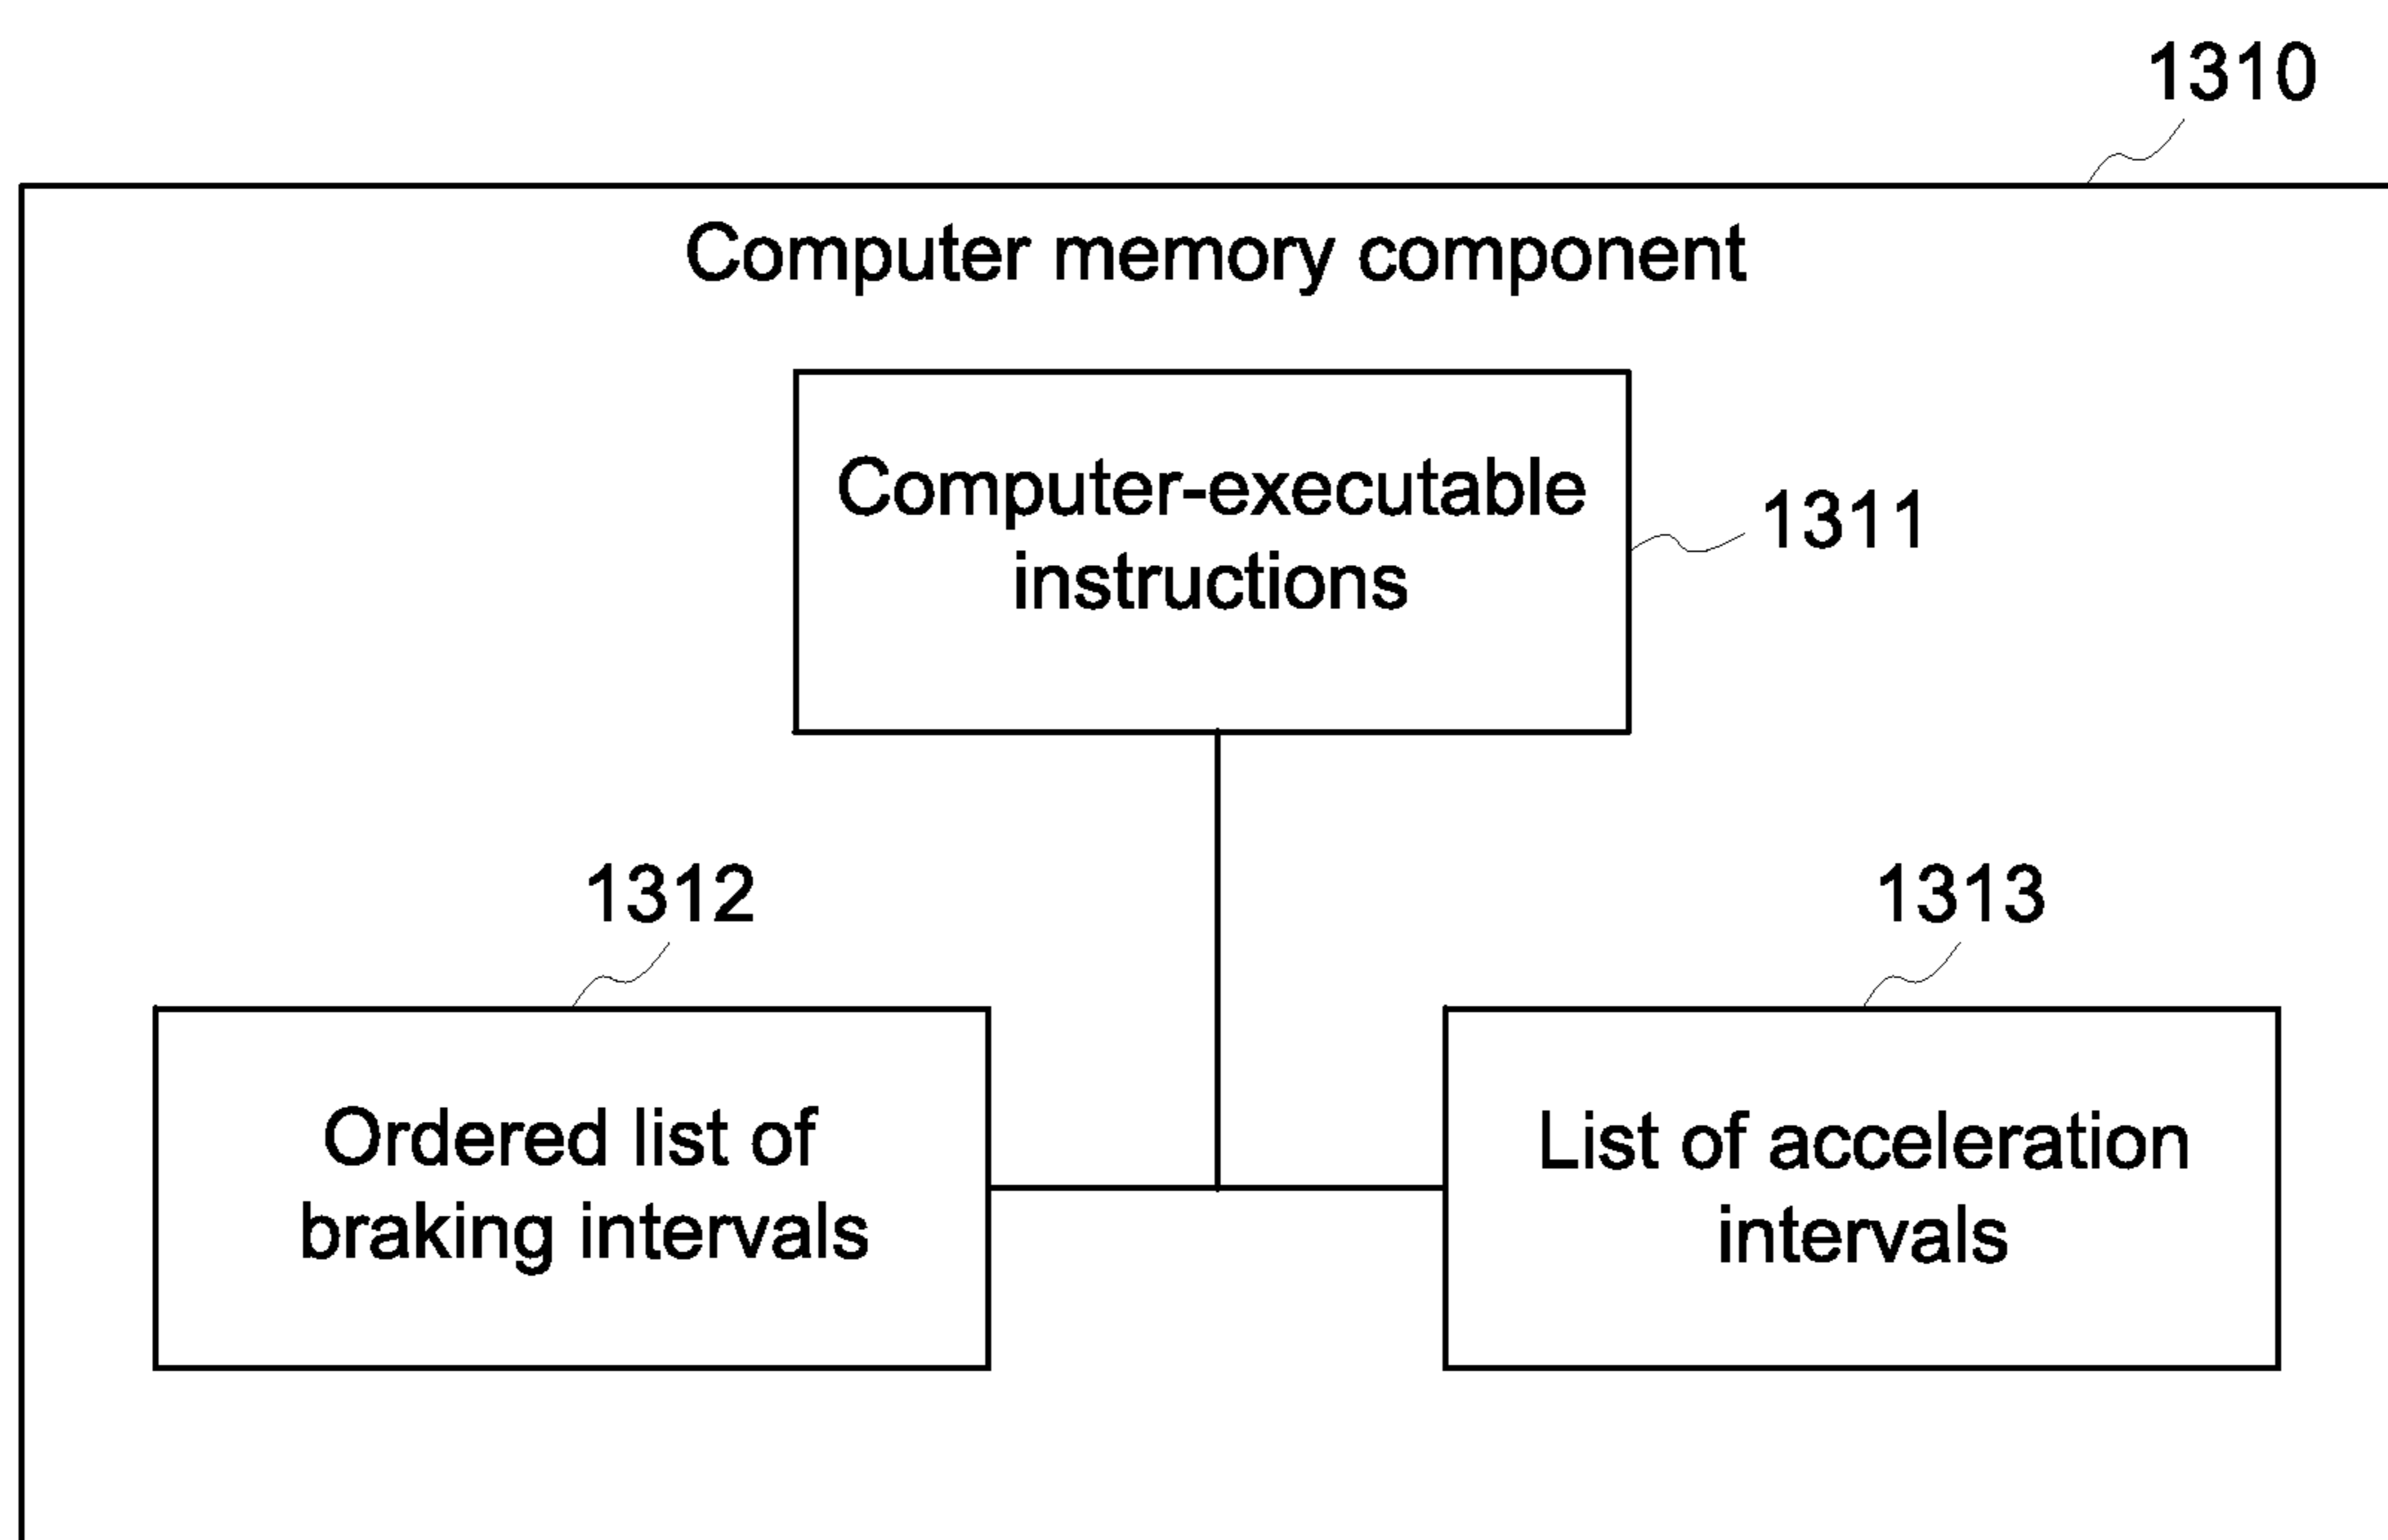 1310
Computer memory component
Computer-executable
instructions
1311
1312
1313
Ordered list of
braking intervals
List of acceleration
intervals